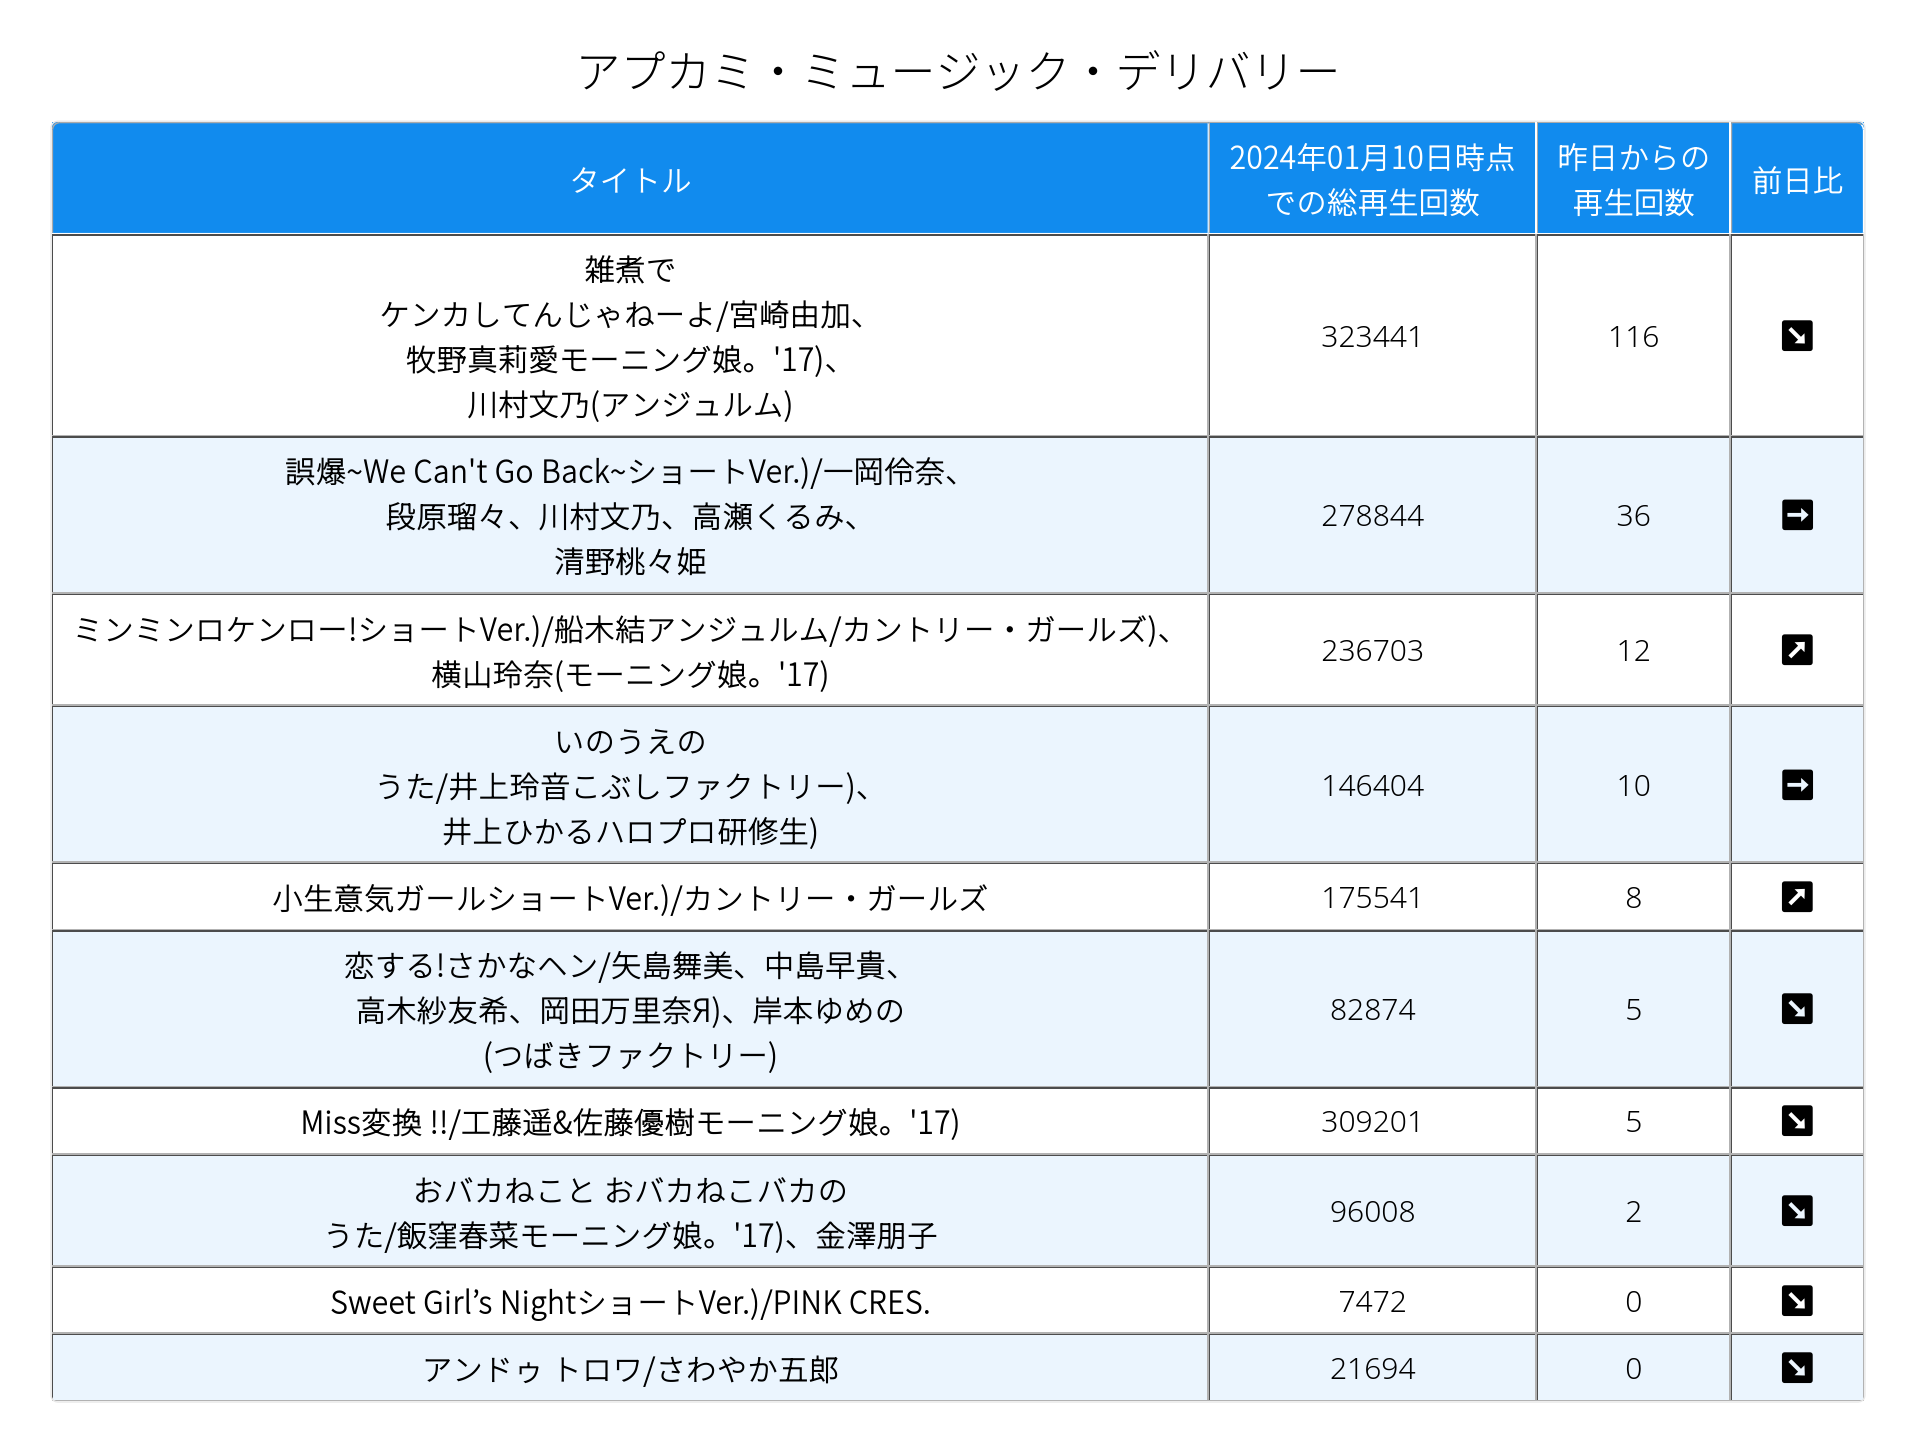 アプカミ・ミュージック・デリバリー
タイトル
2024年01月10日時点
での総再生回数
昨日からの
再生回数
前日比
雑煮で
ケンカしてんじゃねーよ/宮崎由加、
牧野真莉愛モーニング娘。'17)、
川村文乃(アンジュルム)
323441
116
誤爆~We Can't Go Back~ショートVer.)/一岡伶奈、
段原瑠々、川村文乃、高瀬くるみ、
清野桃々姫
278844
36
ミンミンロケンロー!ショートVer.)/船木結アンジュルム/カントリー・ガールズ)、
横山玲奈(モーニング娘。'17)
236703
12
いのうえの
うた/井上玲音こぶしファクトリー)、
井上ひかるハロプロ研修生)
146404
10
小生意気ガールショートVer.)/カントリー・ガールズ
175541
8
恋する!さかなヘン/矢島舞美、中島早貴、
高木紗友希、岡田万里奈Я)、岸本ゆめの
(つばきファクトリー)
82874
5
Miss変換 !!/工藤遥&佐藤優樹モーニング娘。'17)
309201
5
おバカねこと おバカねこバカの
うた/飯窪春菜モーニング娘。'17)、金澤朋子
96008
2
Sweet Girl’s NightショートVer.)/PINK CRES.
7472
0
アンドゥ トロワ/さわやか五郎
21694
0